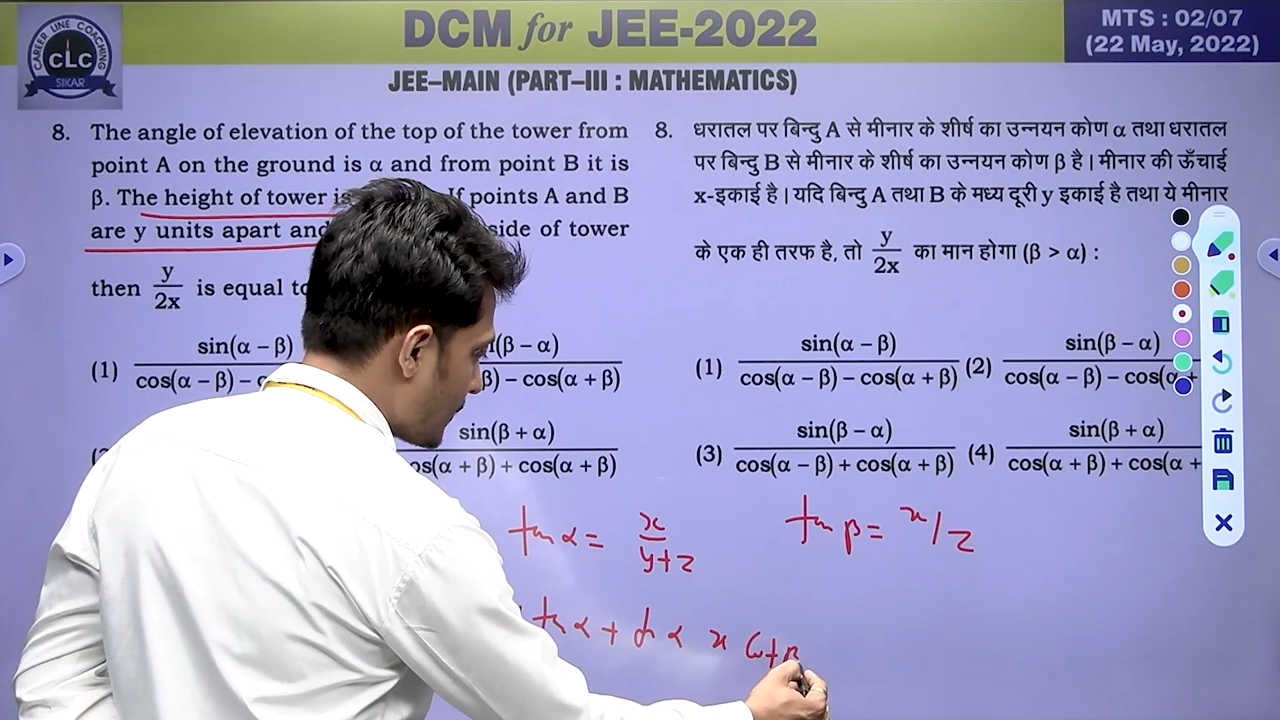 CAREER LINE COACHING
CLC
SIKAR
DCM for JEE-2022
MTS : 02/07
(22 May, 2022)
JEE–MAIN (PART–III : MATHEMATICS)
8. The angle of elevation of the top of the tower from
point A on the ground is α and from point B it is
β. The height of tower is If points A and B
are y units apart and side of tower
then y/2x is equal to
(1) sin(α – β) / cos(α – β) –
(β – α) / β) – cos(α + β)
sin(β + α) / os(α + β) + cos(α + β)
8. धरातल पर बिन्दु A से मीनार के शीर्ष का उन्नयन कोण α तथा धरातल
पर बिन्दु B से मीनार के शीर्ष का उन्नयन कोण β है। मीनार की ऊँचाई
x-इकाई है। यदि बिन्दु A तथा B के मध्य दूरी y इकाई है तथा ये मीनार
के एक ही तरफ है, तो y/2x का मान होगा (β > α) :
(1) sin(α – β) / cos(α – β) – cos(α + β) (2) sin(β – α) / cos(α – β) – cos(α +
(3) sin(β – α) / cos(α – β) + cos(α + β) (4) sin(β + α) / cos(α + β) + cos(α +
tan α = x/y+z
tan β = x/z
tan α + tan α x cot β